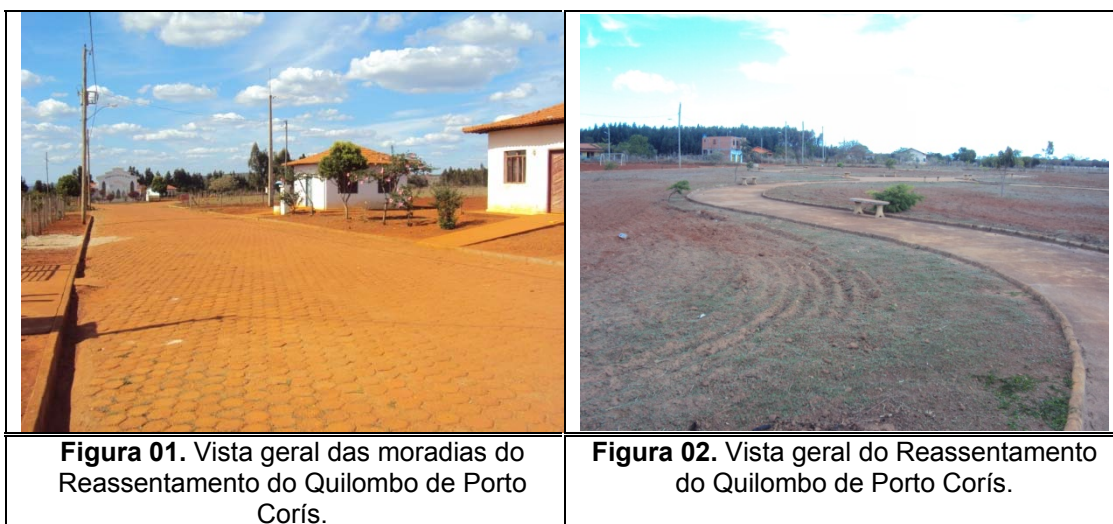 Figura 01. Vista geral das moradias do
Reassentamento do Quilombo de Porto
Corís.
Figura 02. Vista geral do Reassentamento
do Quilombo de Porto Corís.